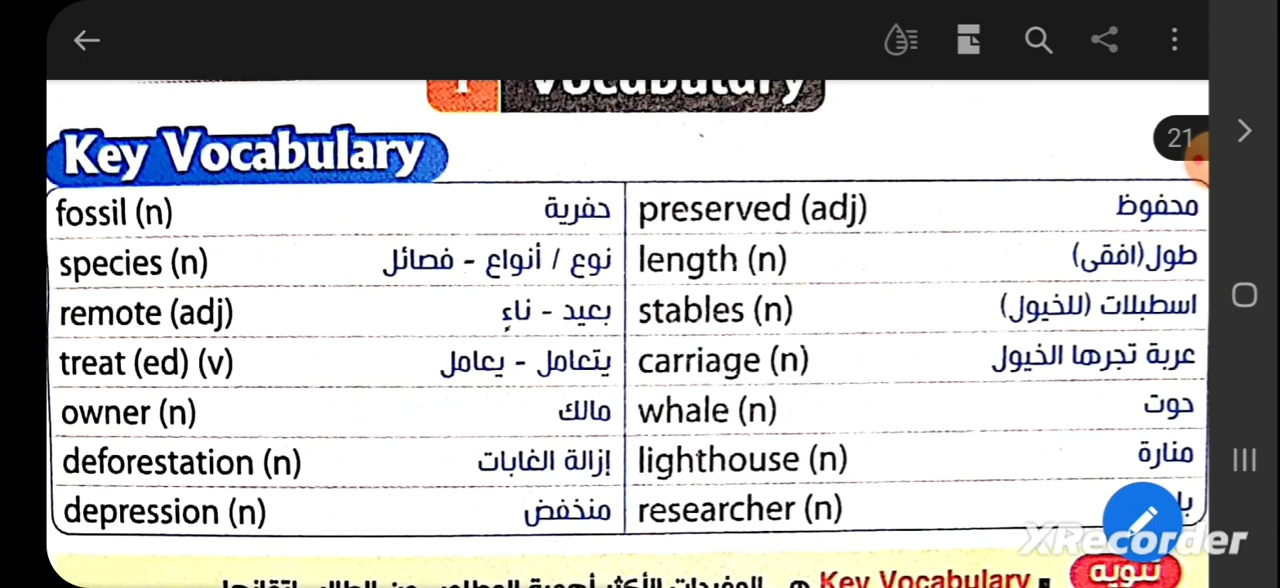 1 Vocabulary
21
Key Vocabulary
fossil (n) حفرية preserved (adj) محفوظ
species (n) نوع / أنواع - فصائل length (n) طول(افقى)
remote (adj) بعيد - ناءٍ stables (n) اسطبلات (للخيول)
treat (ed) (v) يتعامل - يعامل carriage (n) عربة تجرها الخيول
owner (n) مالك whale (n) حوت
deforestation (n) إزالة الغابات lighthouse (n) منارة
depression (n) منخفض researcher (n)
XRecorder
تنويه
Key Vocabulary